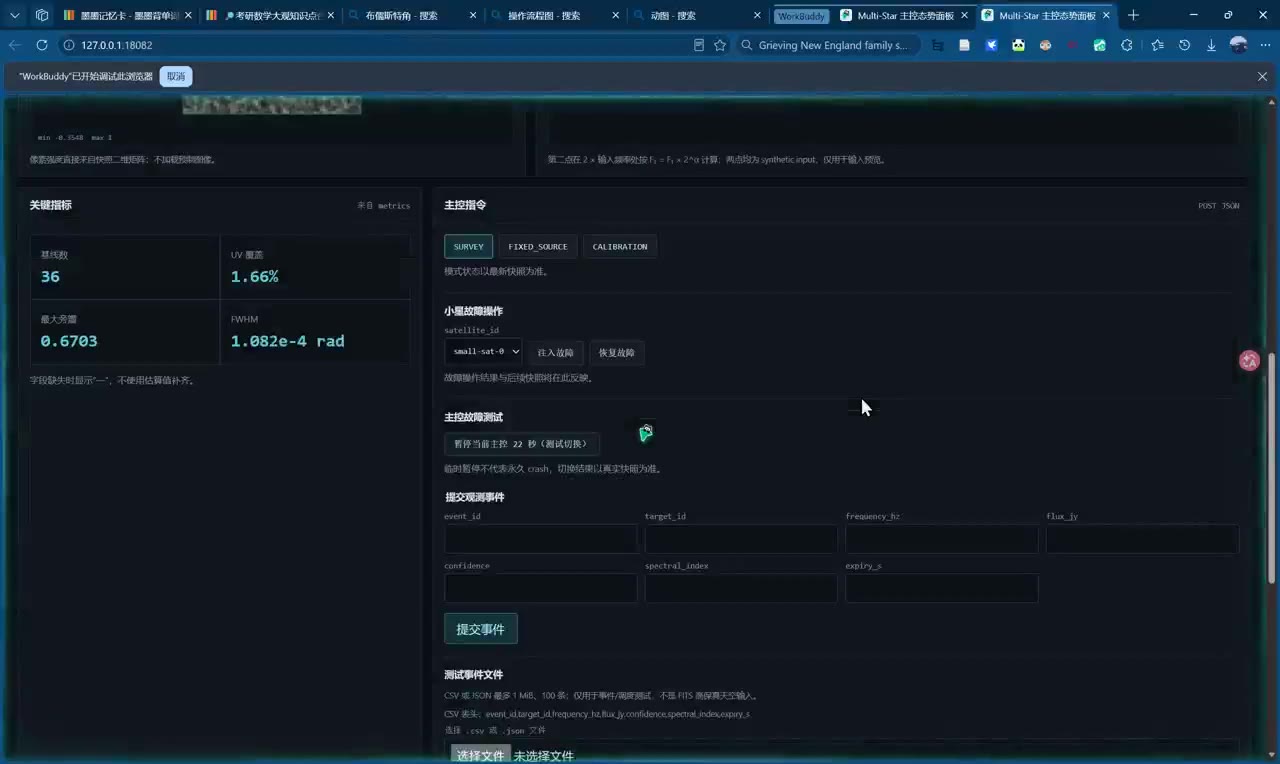 墨墨记忆卡 - 墨墨背单词
考研数学大观知识点
布儒斯特角 - 搜索
操作流程图 - 搜索
动图 - 搜索
WorkBuddy
Multi-Star 主控态势面板
Multi-Star 主控态势面板
127.0.0.1:18082
Grieving New England family s...
"WorkBuddy"已开始调试此浏览器
取消
min -0.3548 max 1
像素强度直接来自快照二维矩阵；不加载预制图像。
第二点在 2 × 输入频率处按 F₂ = F₁ × 2^α 计算；两点均为 synthetic input，仅用于输入预览。
关键指标
来自 metrics
基线数
36
UV 覆盖
1.66%
最大旁瓣
0.6703
FWHM
1.082e-4 rad
字段缺失时显示"—"，不使用估算值补齐。
主控指令
POST JSON
SURVEY
FIXED_SOURCE
CALIBRATION
模式状态以最新快照为准。
小星故障操作
satellite_id
small-sat-0
注入故障
恢复故障
故障操作结果与后续快照将在此反映。
主控故障测试
暂停当前主控 22 秒（测试切换）
临时暂停不代表永久 crash，切换结果以真实快照为准。
提交观测事件
event_id
target_id
frequency_hz
flux_jy
confidence
spectral_index
expiry_s
提交事件
测试事件文件
CSV 或 JSON 最多 1 MiB、100 条；仅用于事件/调度测试，不是 FITS 高保真天空输入。
CSV 表头：event_id,target_id,frequency_hz,flux_jy,confidence,spectral_index,expiry_s
选择 .csv 或 .json 文件
选择文件
未选择文件